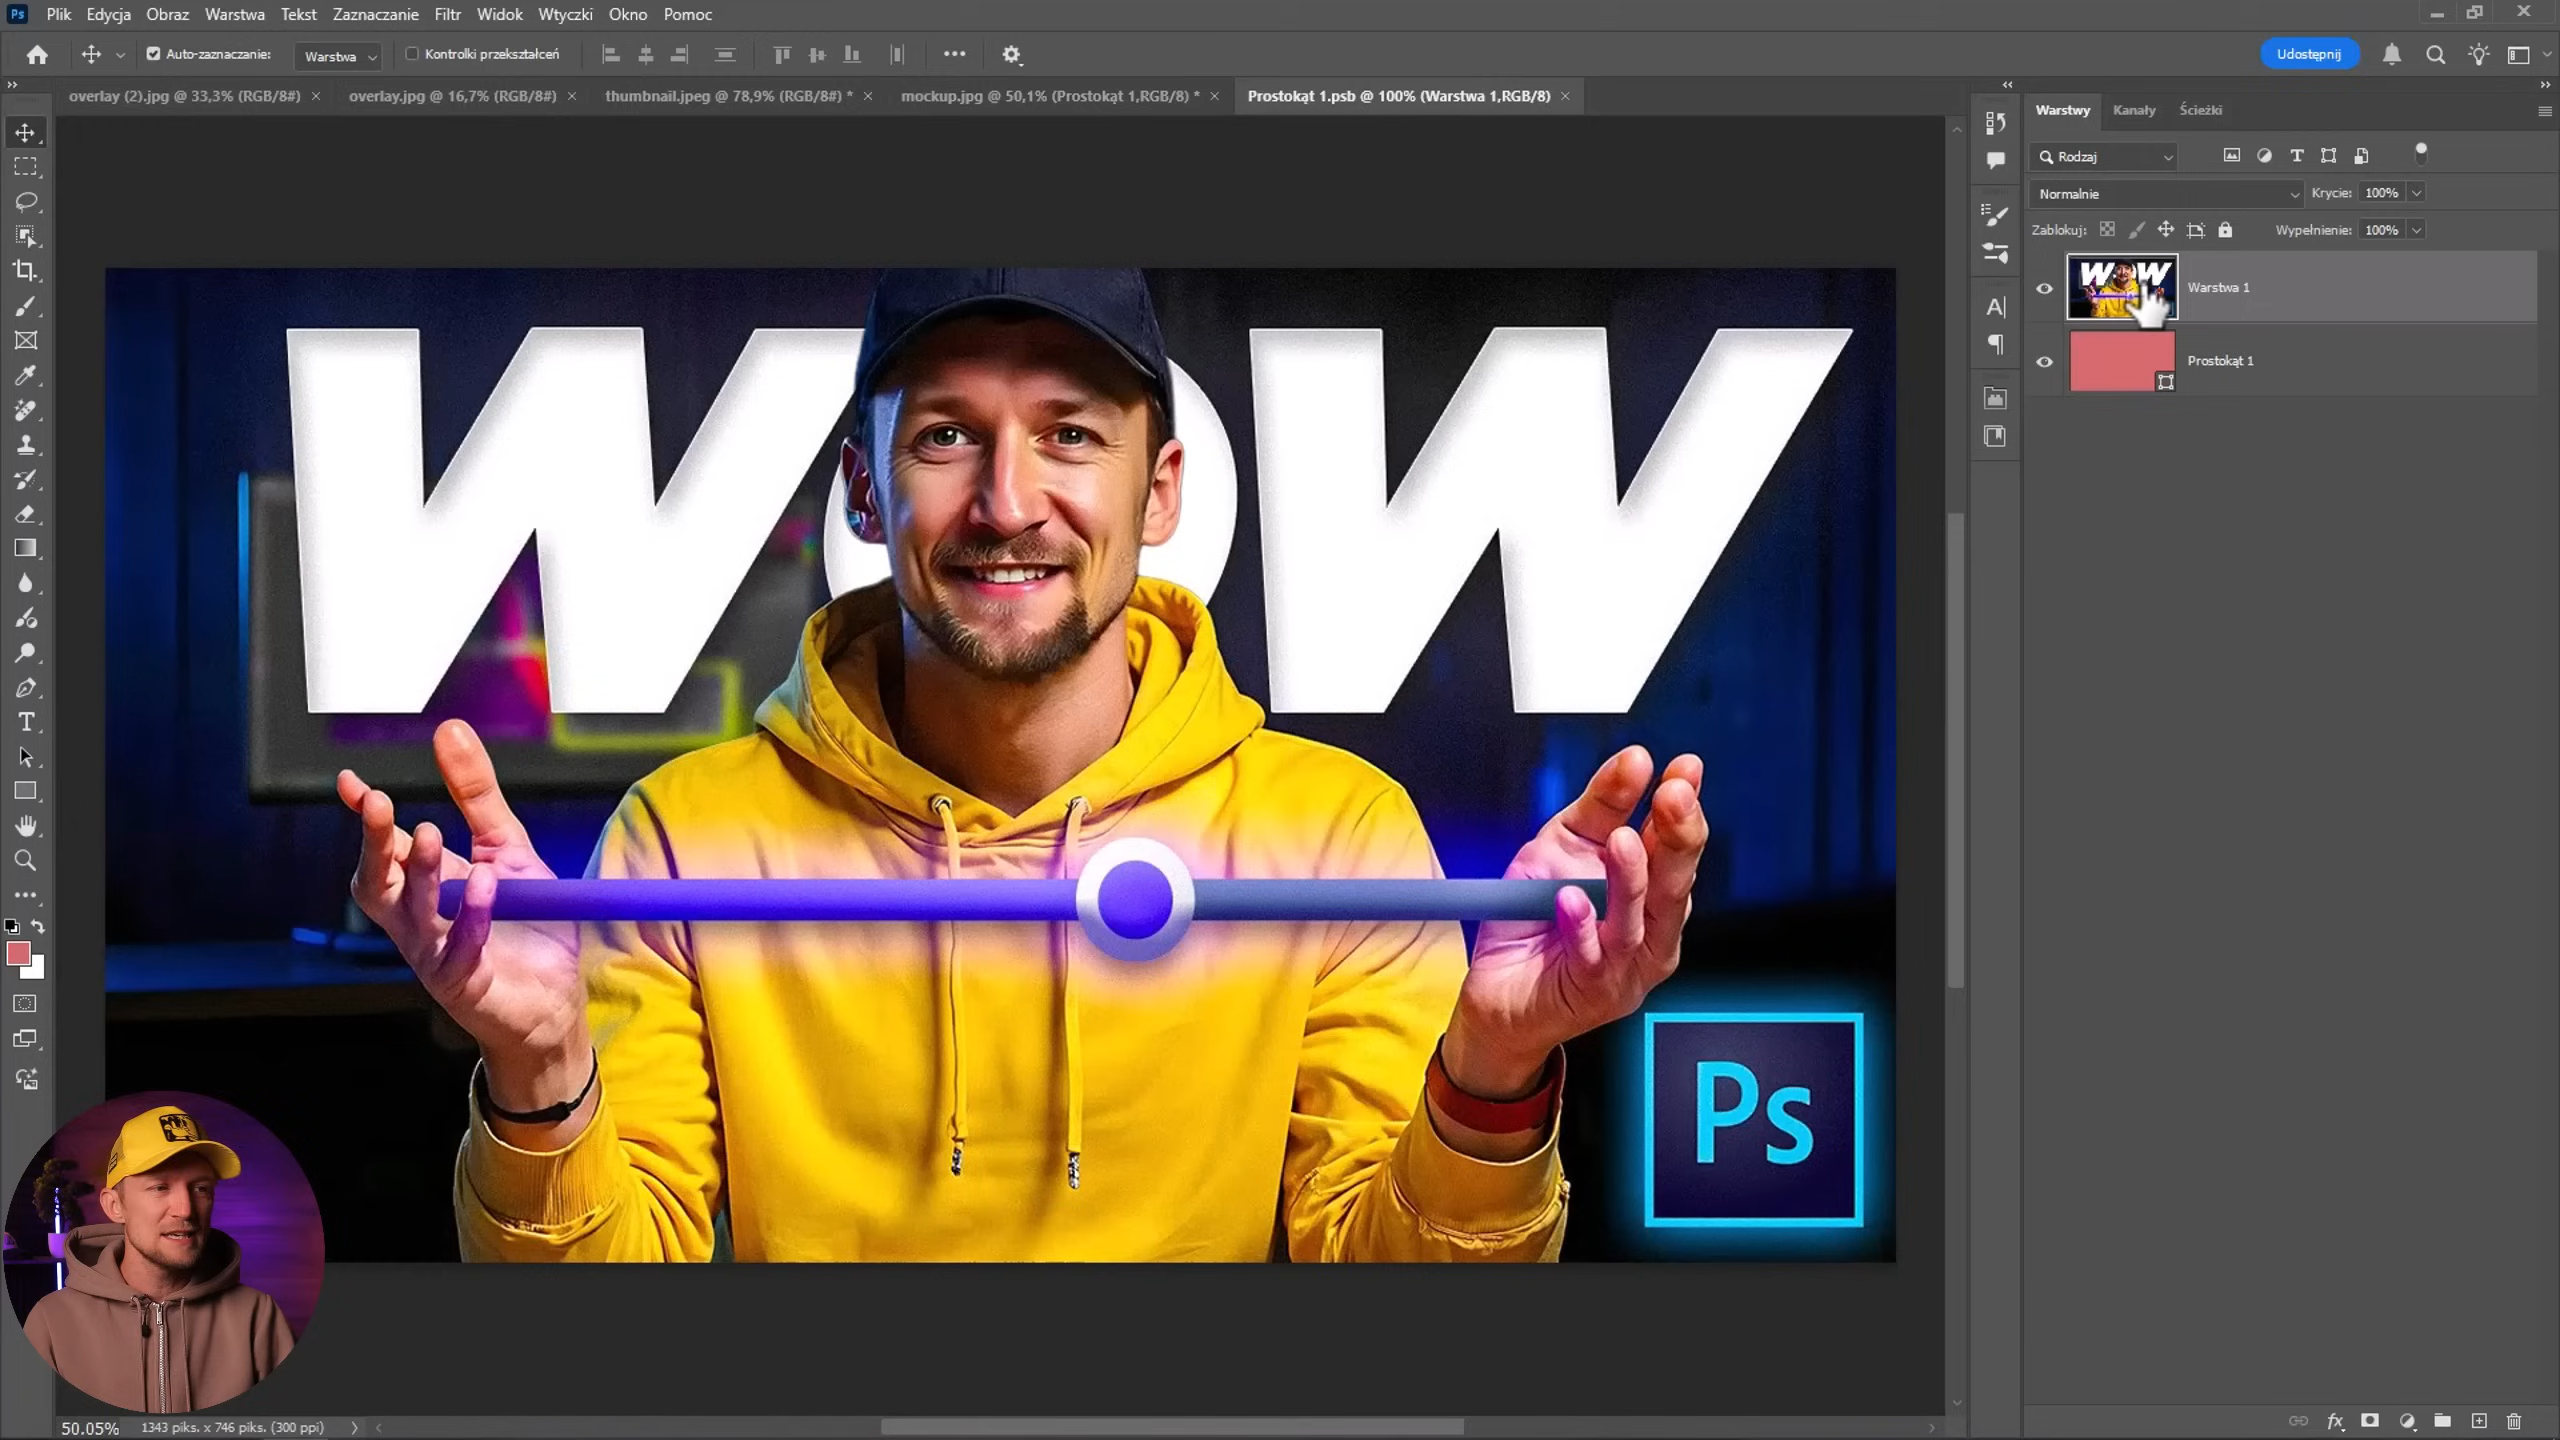 Ps Plik Edycja Obraz Warstwa Tekst Zaznaczanie Filtr Widok Wtyczki Okno Pomoc
Auto-zaznaczanie: Warstwa Kontrolki przekształceń Udostępnij
overlay (2).jpg @ 33,3% (RGB/8#) overlay.jpg @ 16,7% (RGB/8#) thumbnail.jpeg @ 78,9% (RGB/8#) * mockup.jpg @ 50,1% (Prostokąt 1,RGB/8) * Prostokąt 1.psb @ 100% (Warstwa 1,RGB/8)
Warstwy Kanały Ścieżki
Rodzaj
Normalnie Krycie: 100%
Zablokuj: Wypełnienie: 100%
WOW Warstwa 1
Prostokąt 1
WOW
Ps
50.05% 1343 piks. x 746 piks. (300 ppi)